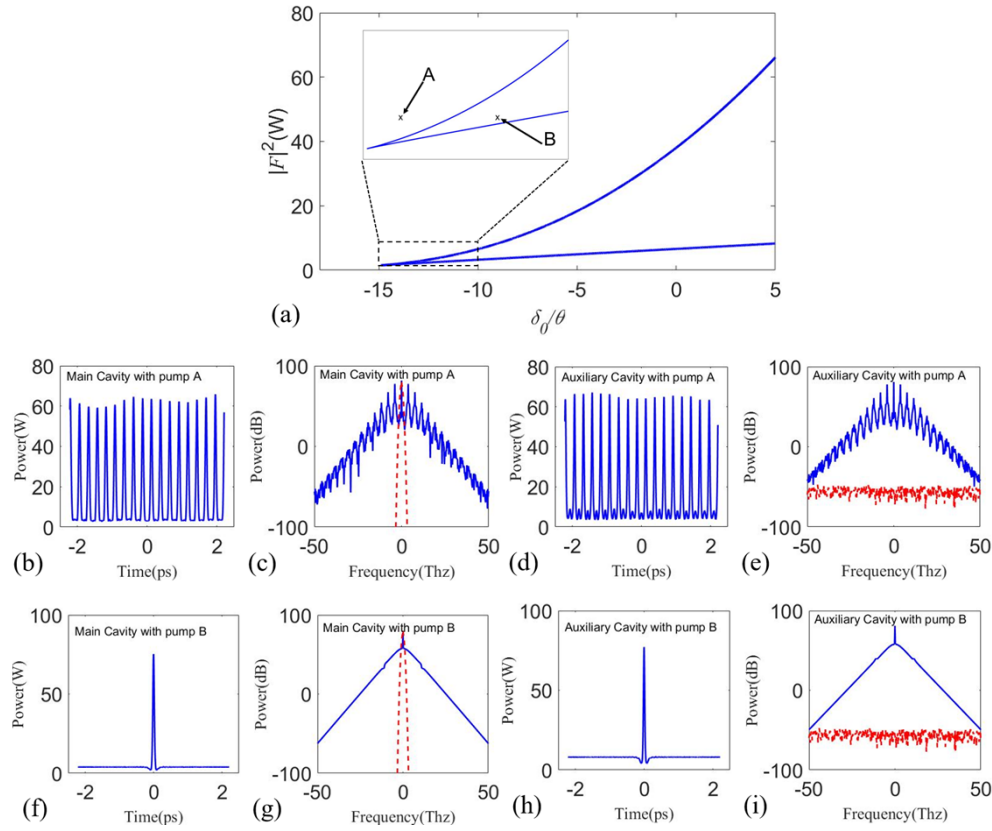 80
60
40
20
0
|F|²(W)
A
B
-15 -10 -5 0 5
(a) δ₀/θ
80
60
40
20
0
Power(W)
Main Cavity with pump A
-2 0 2
(b) Time(ps)
100
0
-100
Power(dB)
Main Cavity with pump A
-50 0 50
(c) Frequency(Thz)
80
60
40
20
0
Power(W)
Auxiliary Cavity with pump A
-2 0 2
(d) Time(ps)
100
0
-100
Power(dB)
Auxiliary Cavity with pump A
-50 0 50
(e) Frequency(Thz)
100
50
0
Power(W)
Main Cavity with pump B
-2 0 2
(f) Time(ps)
100
0
-100
Power(dB)
Main Cavity with pump B
-50 0 50
(g) Frequency(Thz)
100
50
0
Power(W)
Auxiliary Cavity with pump B
-2 0 2
(h) Time(ps)
100
0
-100
Power(dB)
Auxiliary Cavity with pump B
-50 0 50
(i) Frequency(Thz)